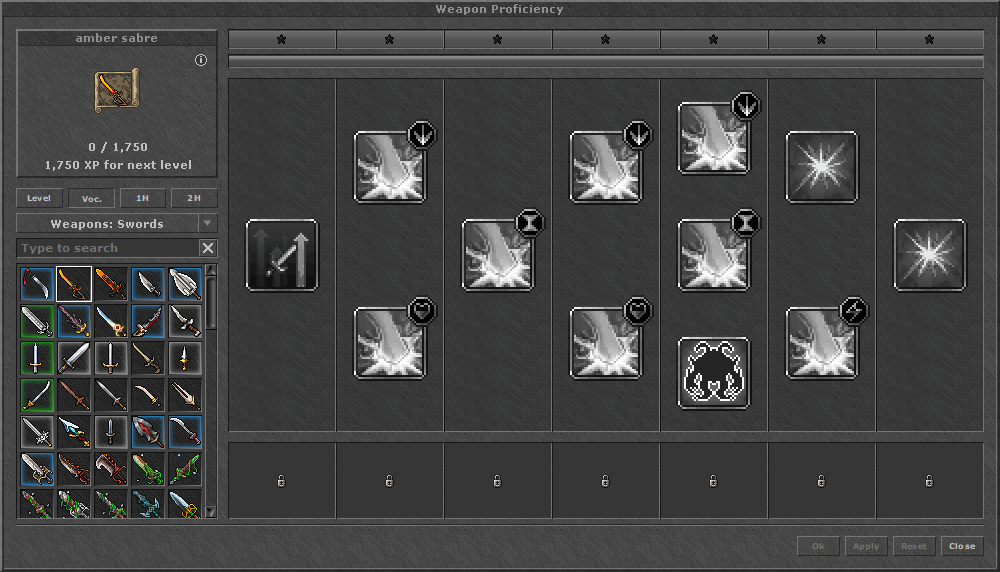 Weapon Proficiency
amber sabre
0 / 1,750
1,750 XP for next level
Level Voc. 1H 2H
Weapons: Swords
Type to search
Ok Apply Reset Close